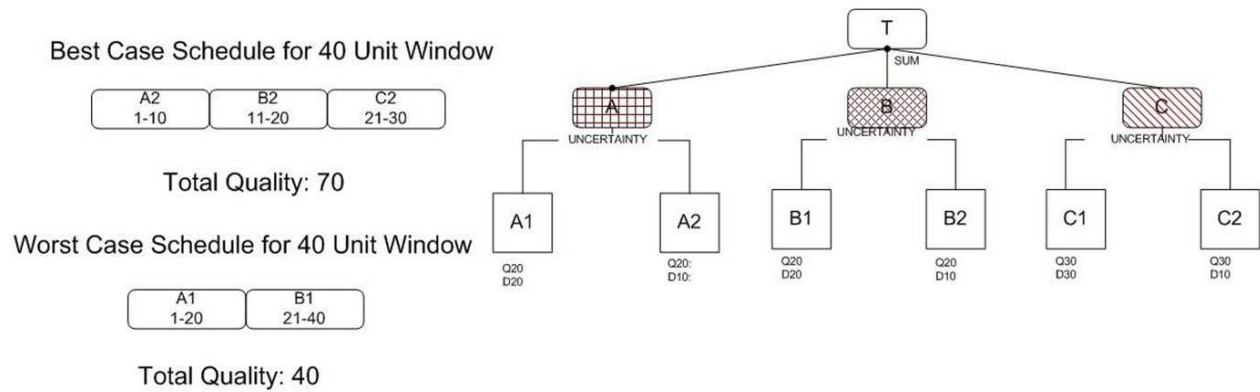 Best Case Schedule for 40 Unit Window
A2
1-10
B2
11-20
C2
21-30
Total Quality: 70
Worst Case Schedule for 40 Unit Window
A1
1-20
B1
21-40
Total Quality: 40
T
SUM
A
B
C
UNCERTAINTY
UNCERTAINTY
UNCERTAINTY
A1
Q20
D20
A2
Q20:
D10:
B1
Q20
D20
B2
Q20
D10
C1
Q30
D30
C2
Q30
D10